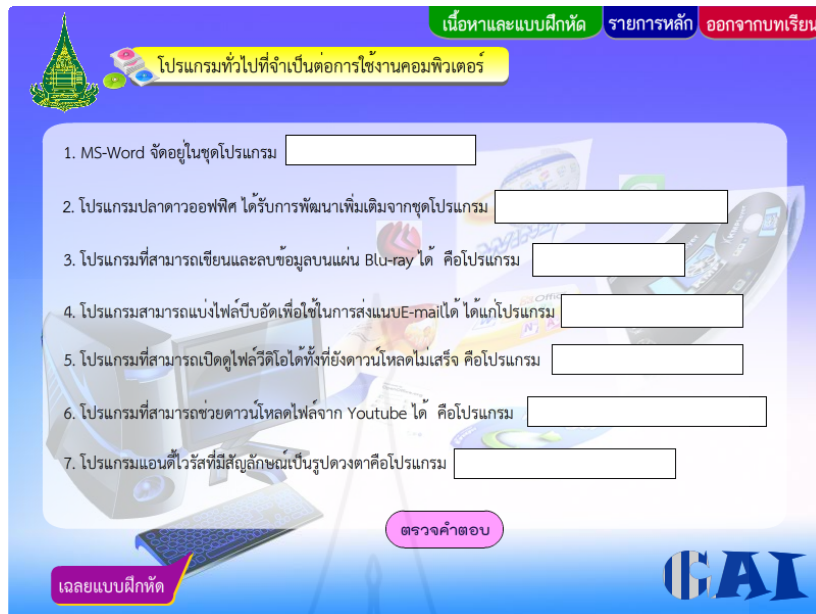 เนื้อหาและแบบฝึกหัด รายการหลัก ออกจากบทเรียน
โปรแกรมทั่วไปที่จำเป็นต่อการใช้งานคอมพิวเตอร์
1. MS-Word จัดอยู่ในชุดโปรแกรม
2. โปรแกรมปลาดาวออฟฟิศ ได้รับการพัฒนาเพิ่มเติมจากชุดโปรแกรม
3. โปรแกรมที่สามารถเขียนและลบข้อมูลบนแผ่น Blu-ray ได้ คือโปรแกรม
4. โปรแกรมสามารถแบ่งไฟล์บีบอัดเพื่อใช้ในการส่งแนบE-mailได้ ได้แก่โปรแกรม
5. โปรแกรมที่สามารถเปิดดูไฟล์วีดิโอได้ทั้งที่ยังดาวน์โหลดไม่เสร็จ คือโปรแกรม
6. โปรแกรมที่สามารถช่วยดาวน์โหลดไฟล์จาก Youtube ได้ คือโปรแกรม
7. โปรแกรมแอนตี้ไวรัสที่มีสัญลักษณ์เป็นรูปดวงตาคือโปรแกรม
ตรวจคำตอบ
เฉลยแบบฝึกหัด
CAI